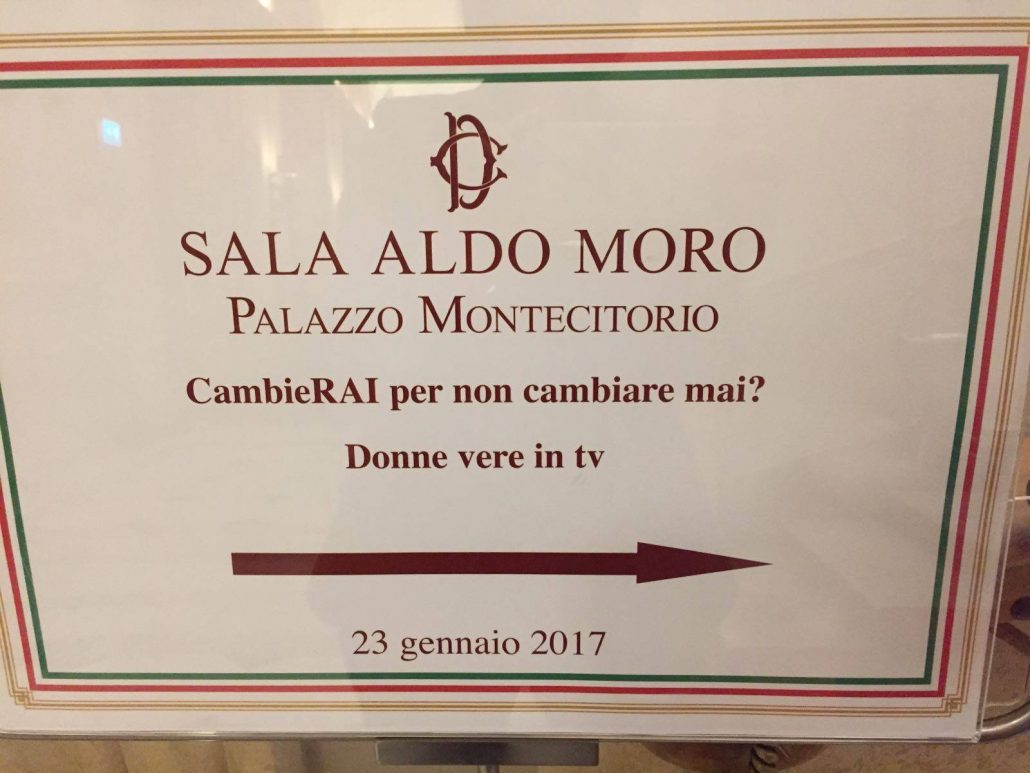 SALA ALDO MORO
PALAZZO MONTECITORIO
CambieRAI per non cambiare mai?
Donne vere in tv
23 gennaio 2017